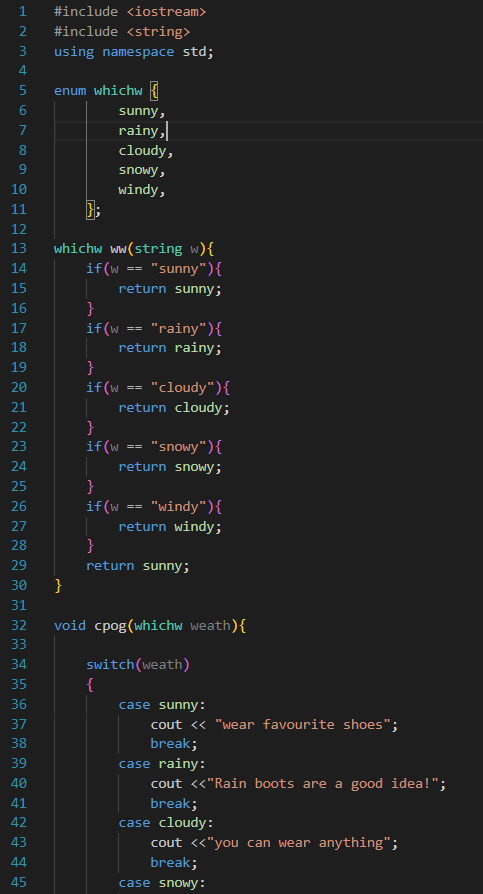 1 #include <iostream>
2 #include <string>
3 using namespace std;
4
5 enum whichw {
6 sunny,
7 rainy,
8 cloudy,
9 snowy,
10 windy,
11 };
12
13 whichw ww(string w){
14 if(w == "sunny"){
15 return sunny;
16 }
17 if(w == "rainy"){
18 return rainy;
19 }
20 if(w == "cloudy"){
21 return cloudy;
22 }
23 if(w == "snowy"){
24 return snowy;
25 }
26 if(w == "windy"){
27 return windy;
28 }
29 return sunny;
30 }
31
32 void cpog(whichw weath){
33
34 switch(weath)
35 {
36 case sunny:
37 cout << "wear favourite shoes";
38 break;
39 case rainy:
40 cout <<"Rain boots are a good idea!";
41 break;
42 case cloudy:
43 cout <<"you can wear anything";
44 break;
45 case snowy: